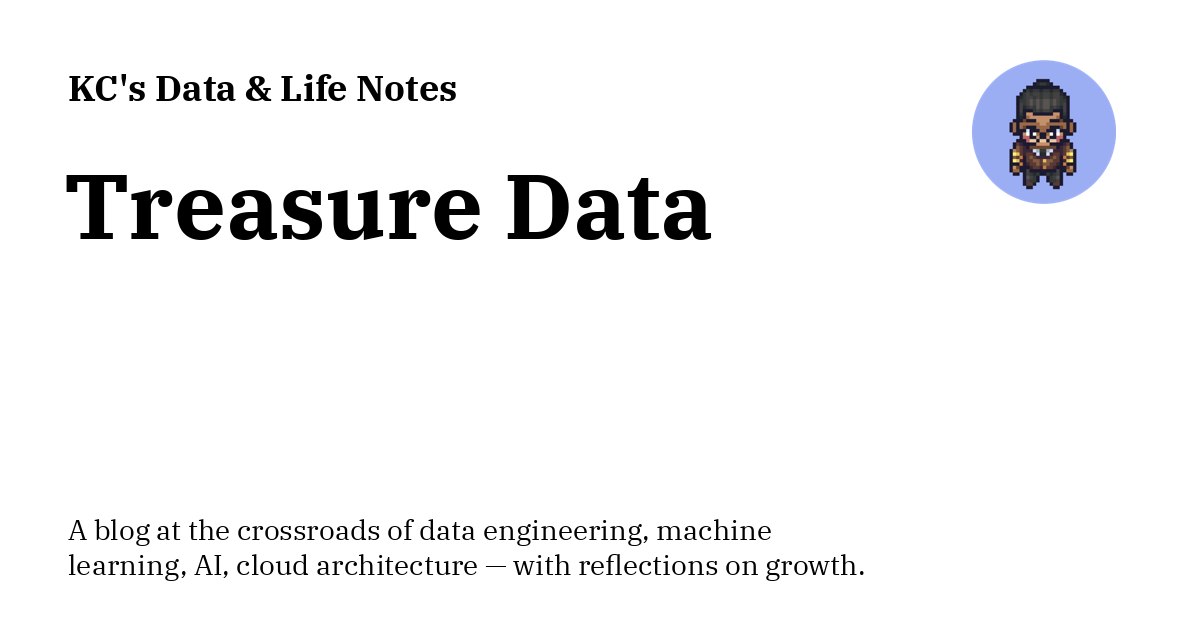 KC's Data & Life Notes
Treasure Data
A blog at the crossroads of data engineering, machine
learning, AI, cloud architecture — with reflections on growth.